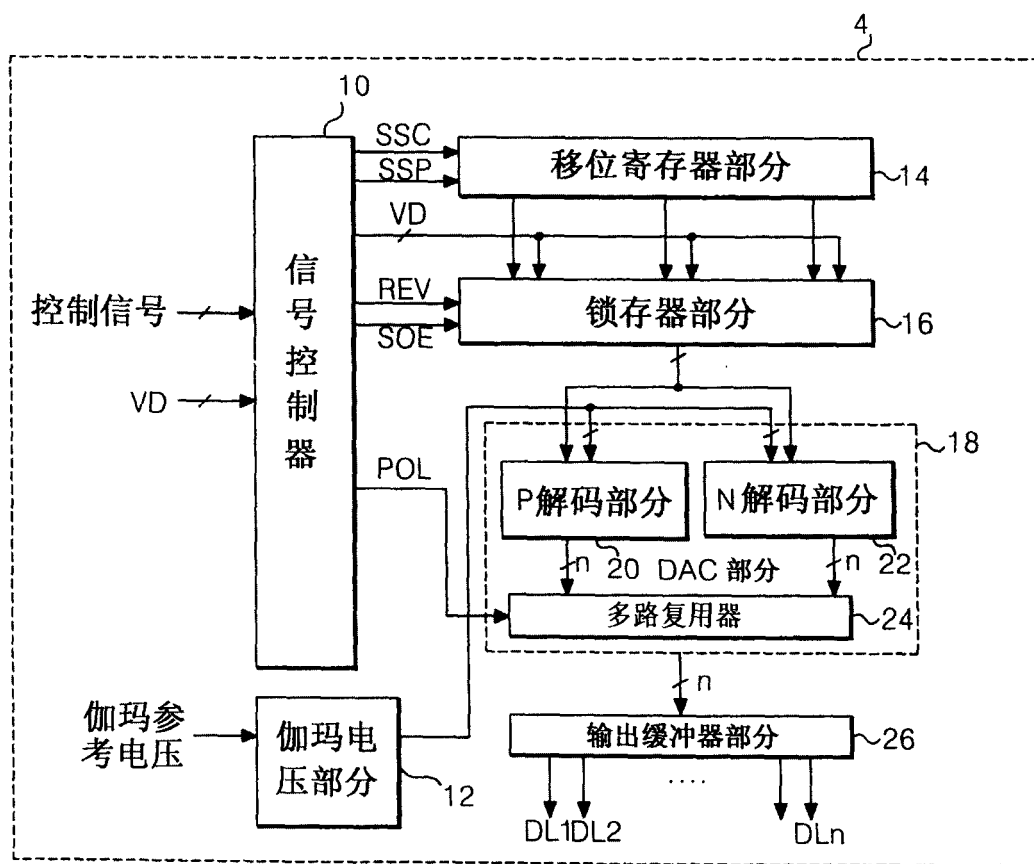 4
10
SSC
SSP
移位寄存器部分
14
VD
信号控制器
控制信号
REV
SOE
锁存器部分
16
VD
18
POL
P解码部分
N解码部分
n
20
DAC 部分
n
22
多路复用器
24
n
伽玛参
考电压
伽玛电
压部分
12
输出缓冲器部分
26
....
DL1
DL2
DLn